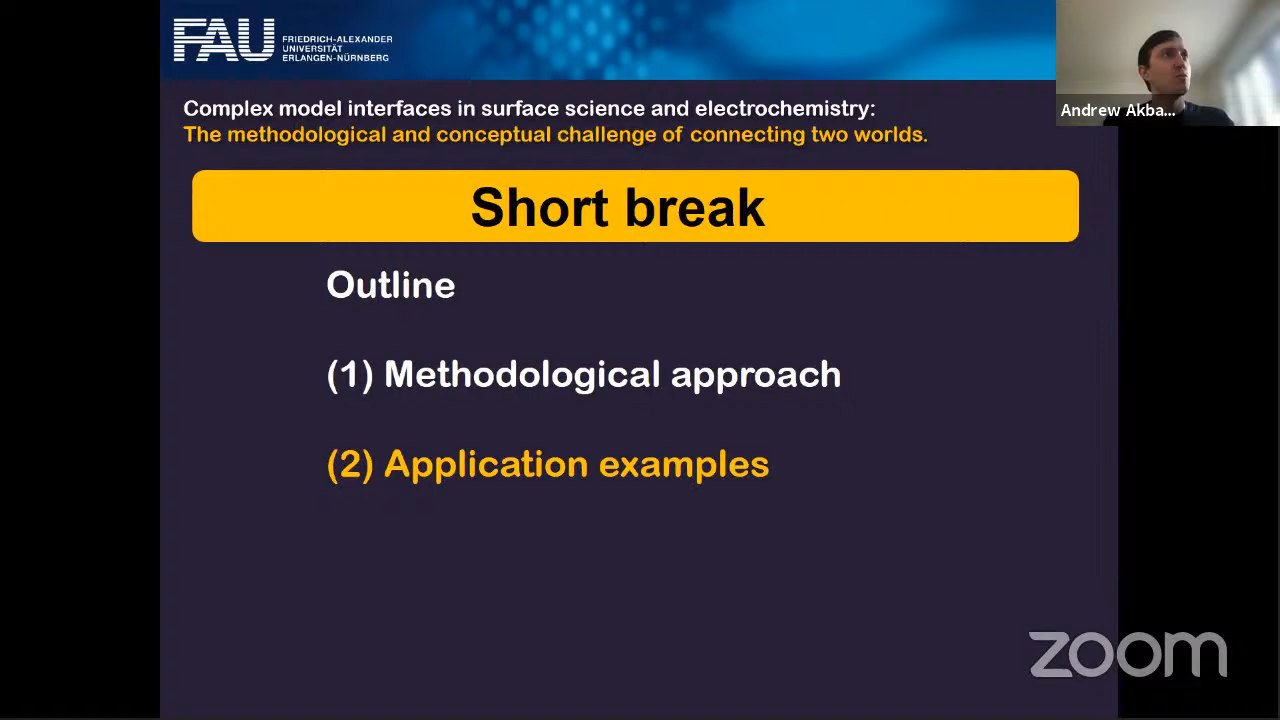 FAU
FRIEDRICH-ALEXANDER
UNIVERSITÄT
ERLANGEN-NÜRNBERG
Andrew Akba...
Complex model interfaces in surface science and electrochemistry:
The methodological and conceptual challenge of connecting two worlds.
Short break
Outline
(1) Methodological approach
(2) Application examples
zoom